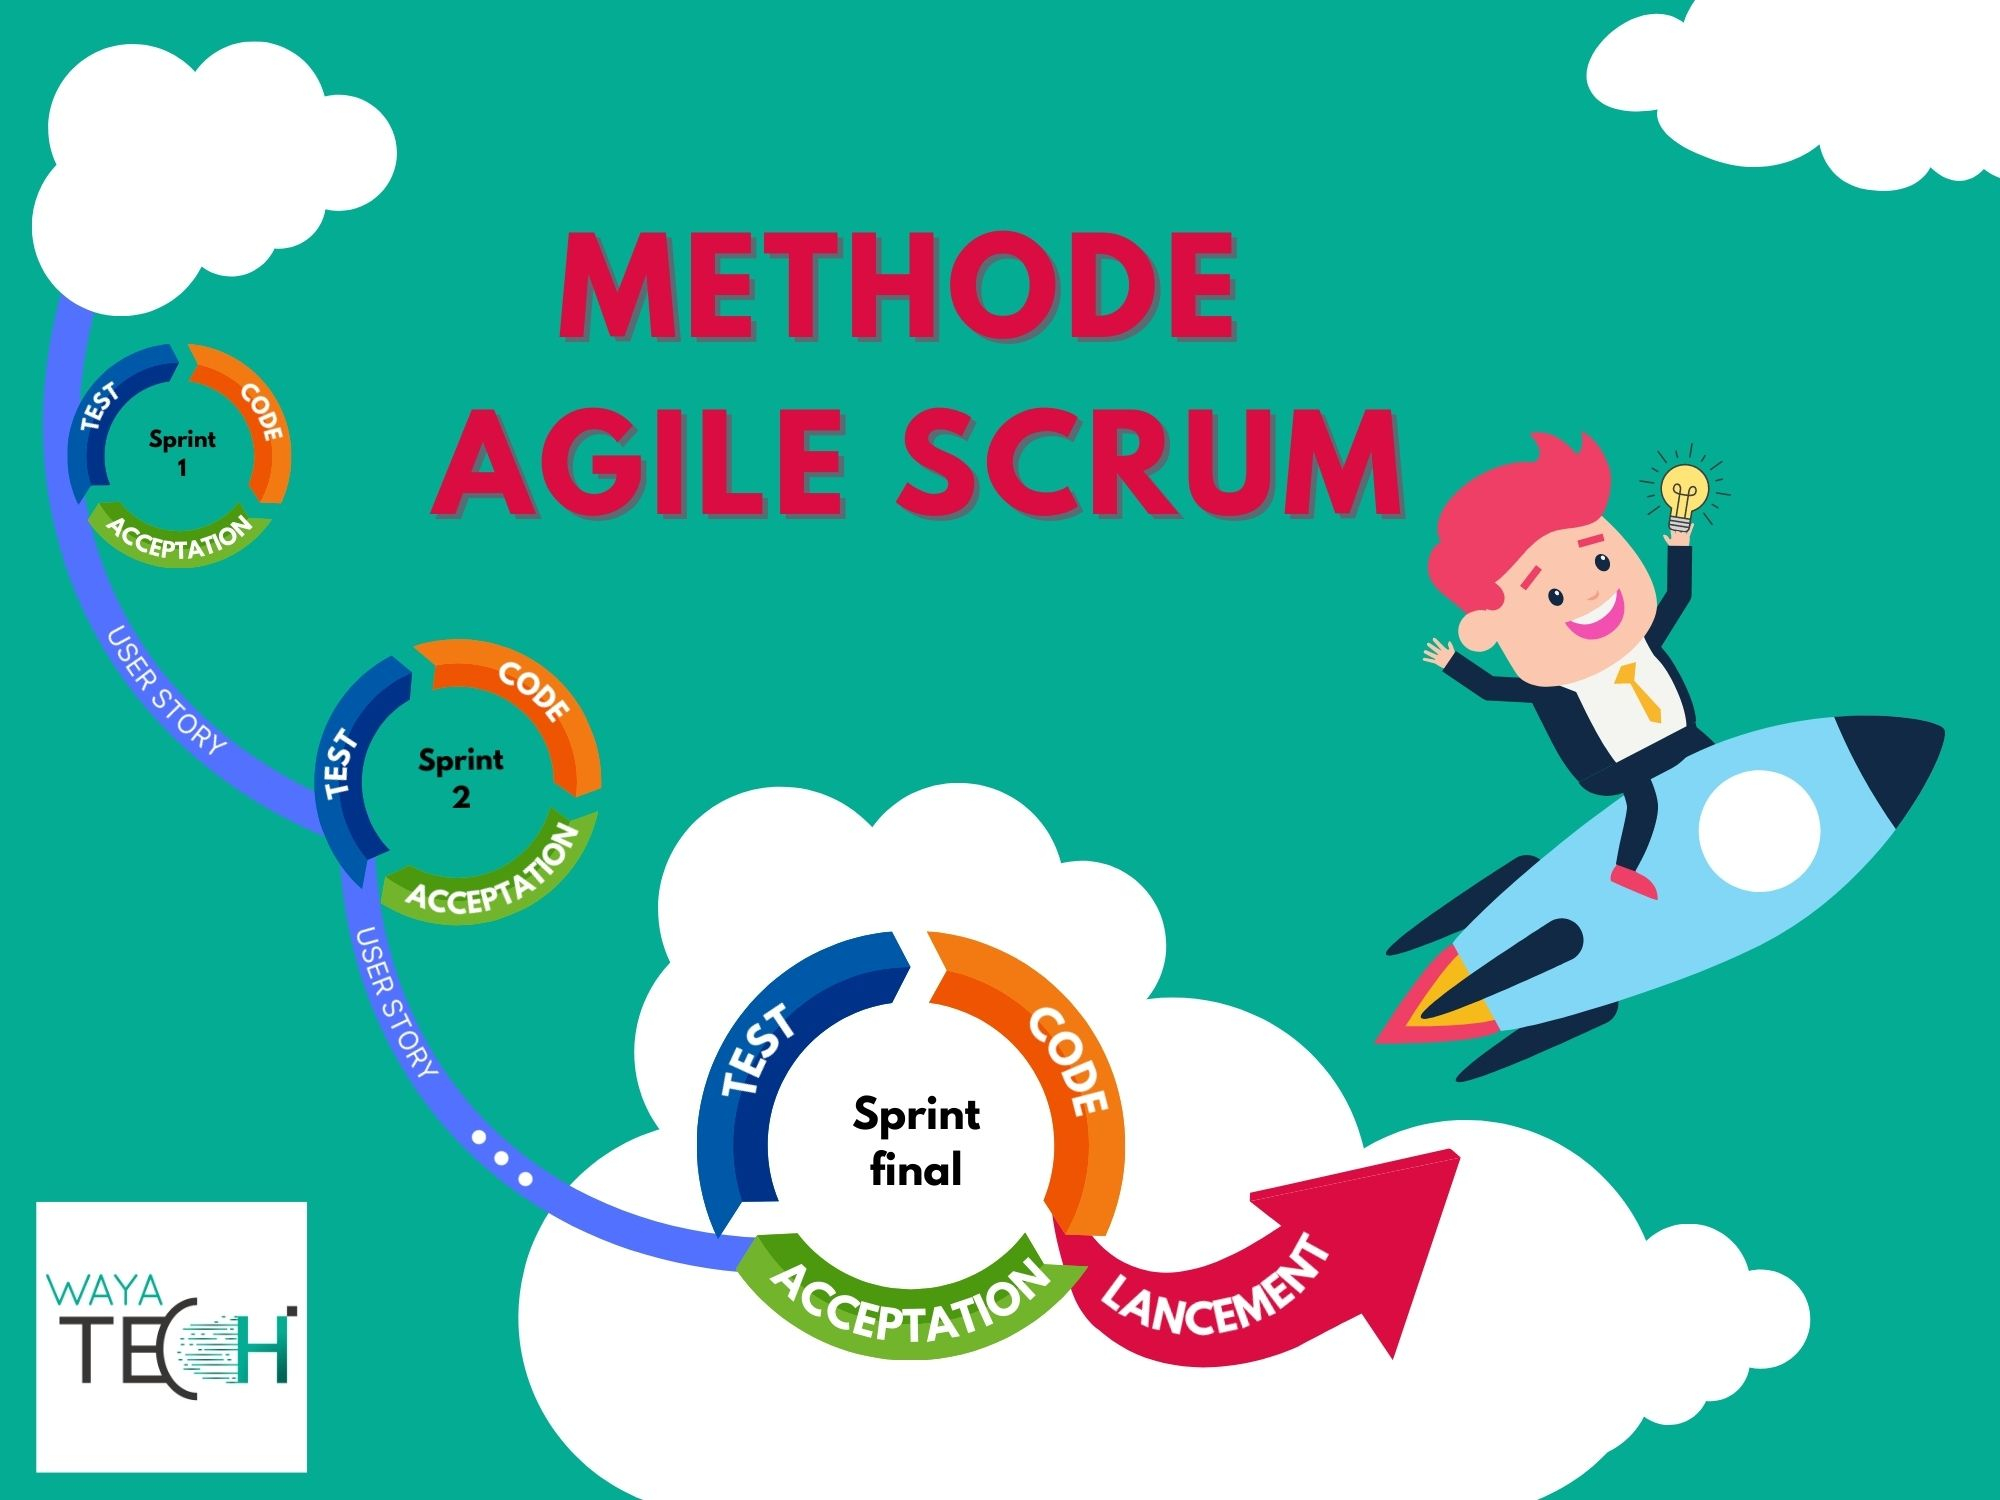 METHODE
AGILE SCRUM
TEST
CODE
Sprint
1
ACCEPTATION
USER STORY
TEST
CODE
Sprint
2
ACCEPTATION
USER STORY
TEST
CODE
Sprint
final
ACCEPTATION
LANCEMENT
WAYA
TECH